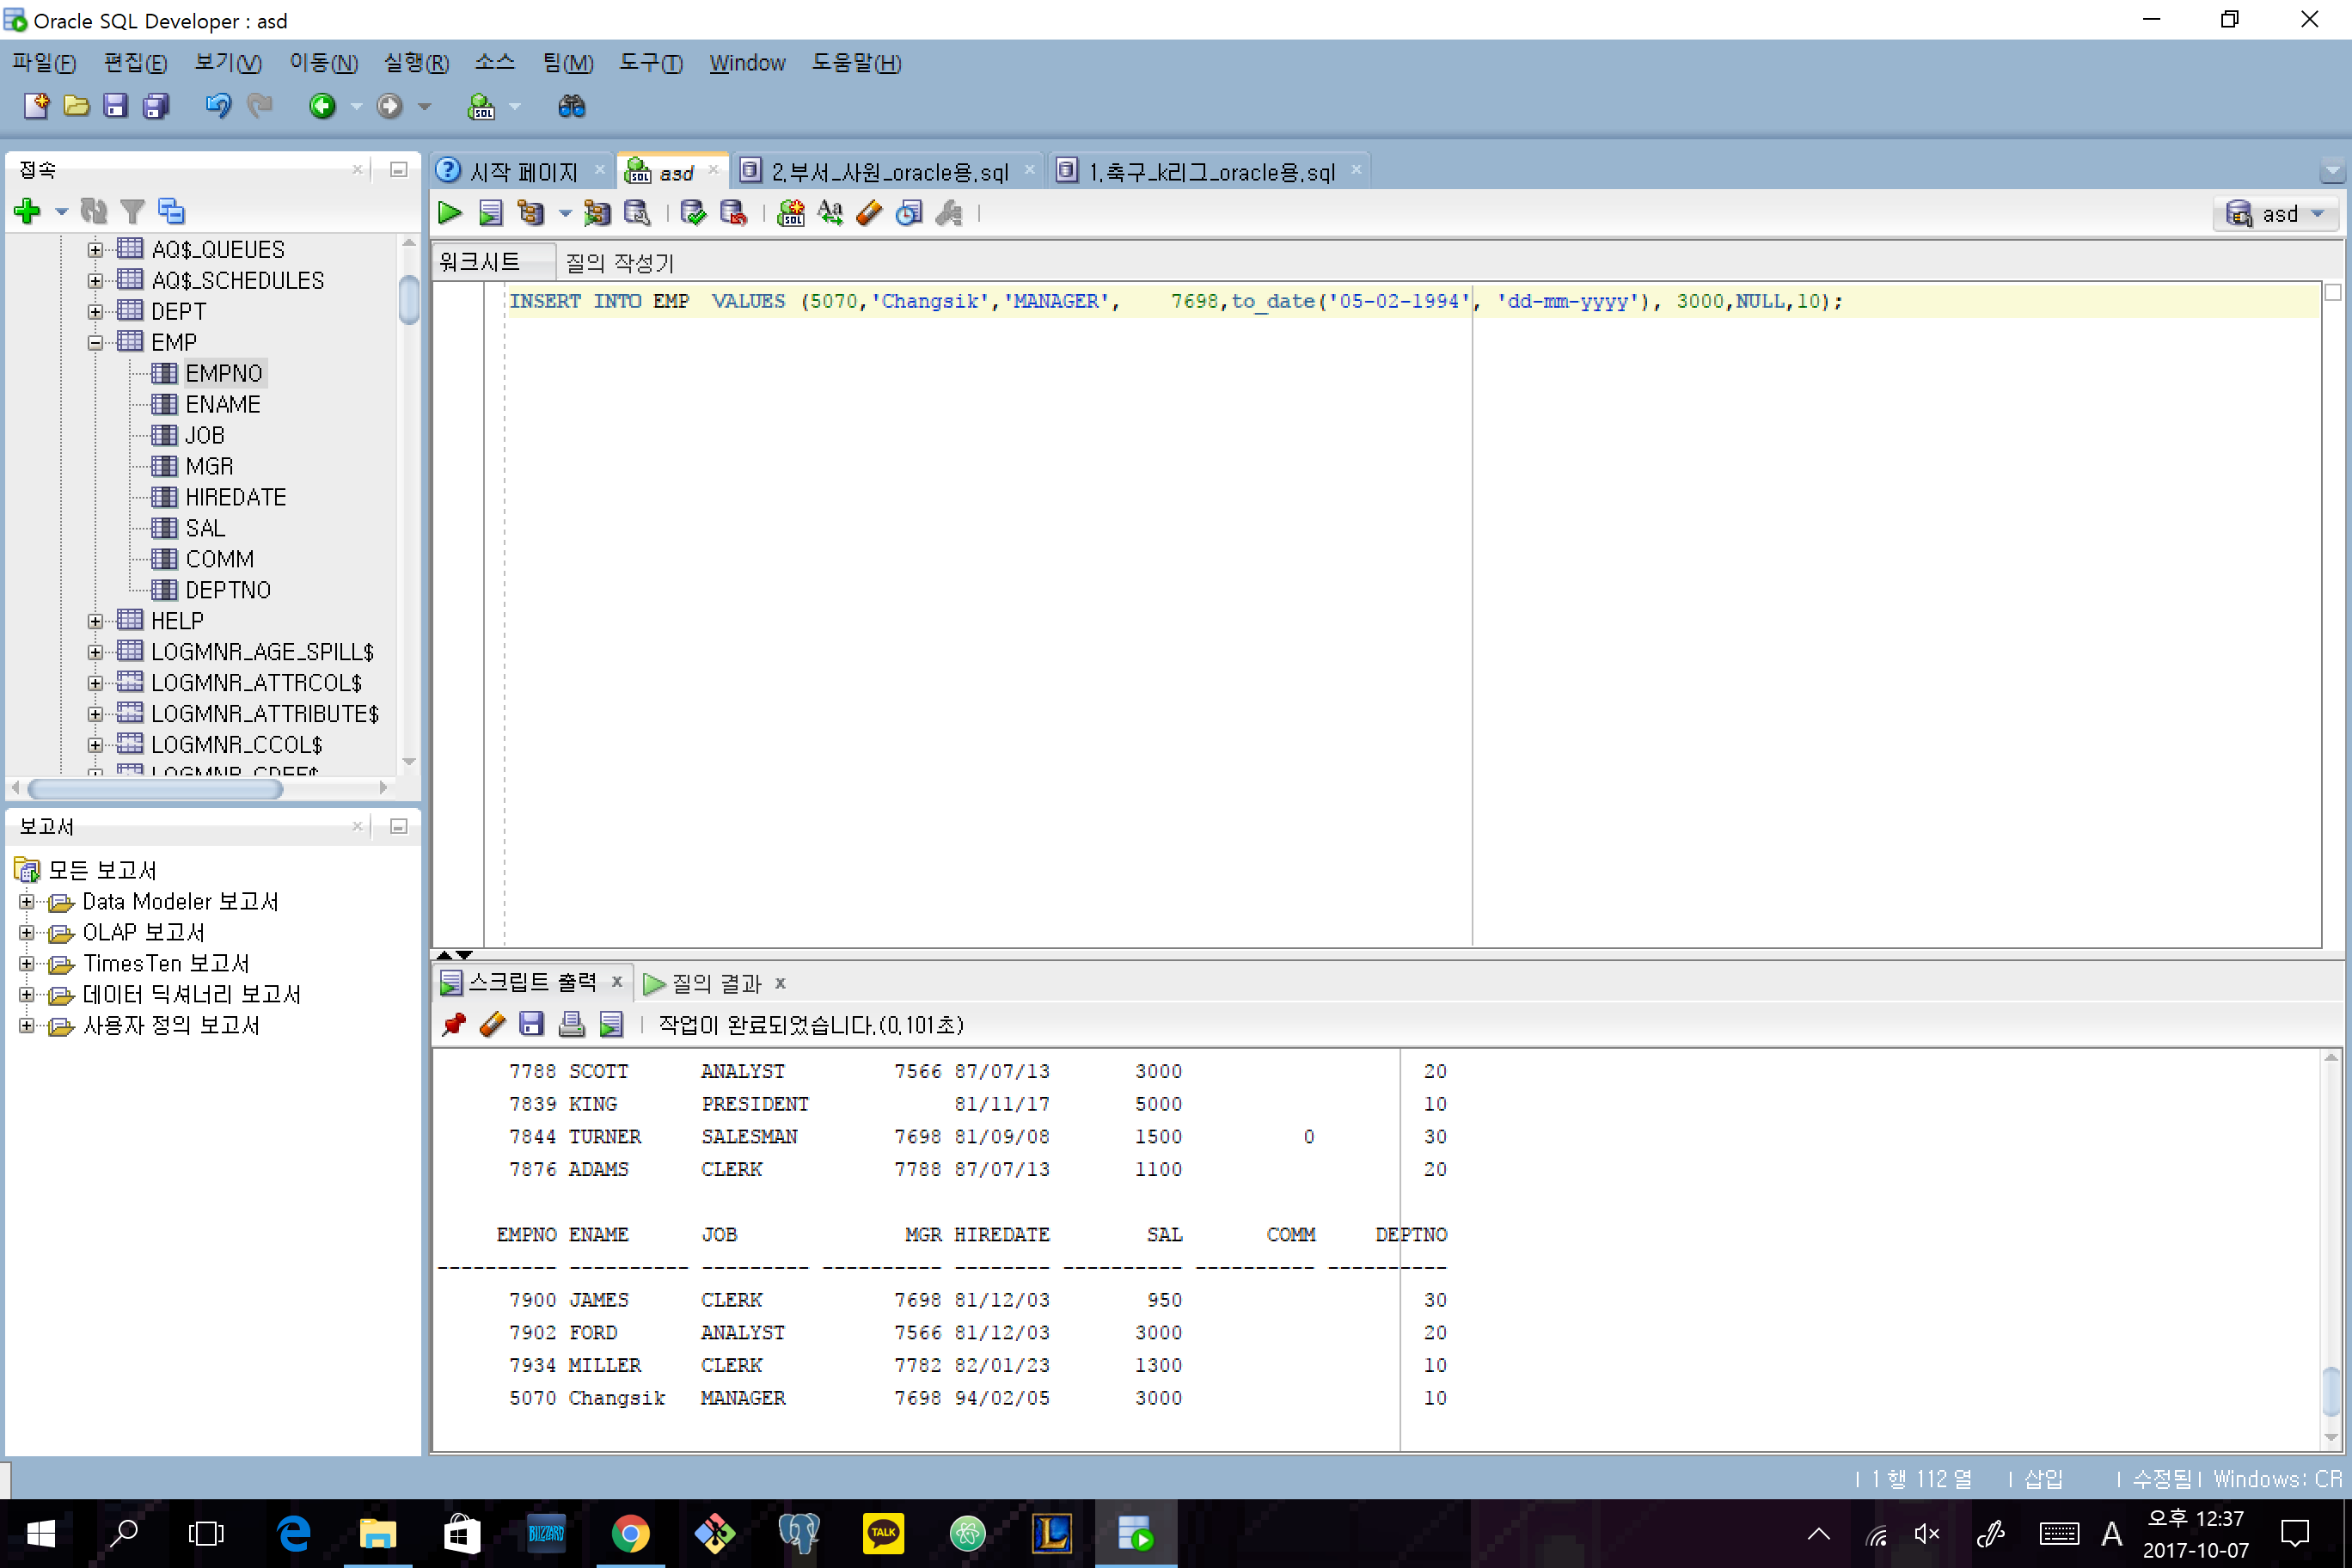 Oracle SQL Developer : asd
파일(F) 편집(E) 보기(V) 이동(N) 실행(R) 소스 팀(M) 도구(T) Window 도움말(H)
접속
시작 페이지 asd 2.부서_사원_oracle용.sql 1.축구_k리그_oracle용.sql
asd
워크시트 질의 작성기
AQ$_QUEUES
AQ$_SCHEDULES
DEPT
EMP
EMPNO
ENAME
JOB
MGR
HIREDATE
SAL
COMM
DEPTNO
HELP
LOGMNR_AGE_SPILL$
LOGMNR_ATTRCOL$
LOGMNR_ATTRIBUTE$
LOGMNR_CCOL$
LOGMNR_CDEF$
INSERT INTO EMP  VALUES (5070,'Changsik','MANAGER',    7698,to_date('05-02-1994', 'dd-mm-yyyy'), 3000,NULL,10);
보고서
모든 보고서
Data Modeler 보고서
OLAP 보고서
TimesTen 보고서
데이터 딕셔너리 보고서
사용자 정의 보고서
스크립트 출력 질의 결과
작업이 완료되었습니다.(0.101초)
7788 SCOTT ANALYST 7566 87/07/13 3000 20
7839 KING PRESIDENT 81/11/17 5000 10
7844 TURNER SALESMAN 7698 81/09/08 1500 0 30
7876 ADAMS CLERK 7788 87/07/13 1100 20
EMPNO ENAME JOB MGR HIREDATE SAL COMM DEPTNO
---------- ---------- --------- ---------- -------- ---------- ---------- ----------
7900 JAMES CLERK 7698 81/12/03 950 30
7902 FORD ANALYST 7566 81/12/03 3000 20
7934 MILLER CLERK 7782 82/01/23 1300 10
5070 Changsik MANAGER 7698 94/02/05 3000 10
1 행 112 열 | 삽입 | 수정됨 | Windows: CR
BLIZZARD
TALK
A
오후 12:37
2017-10-07